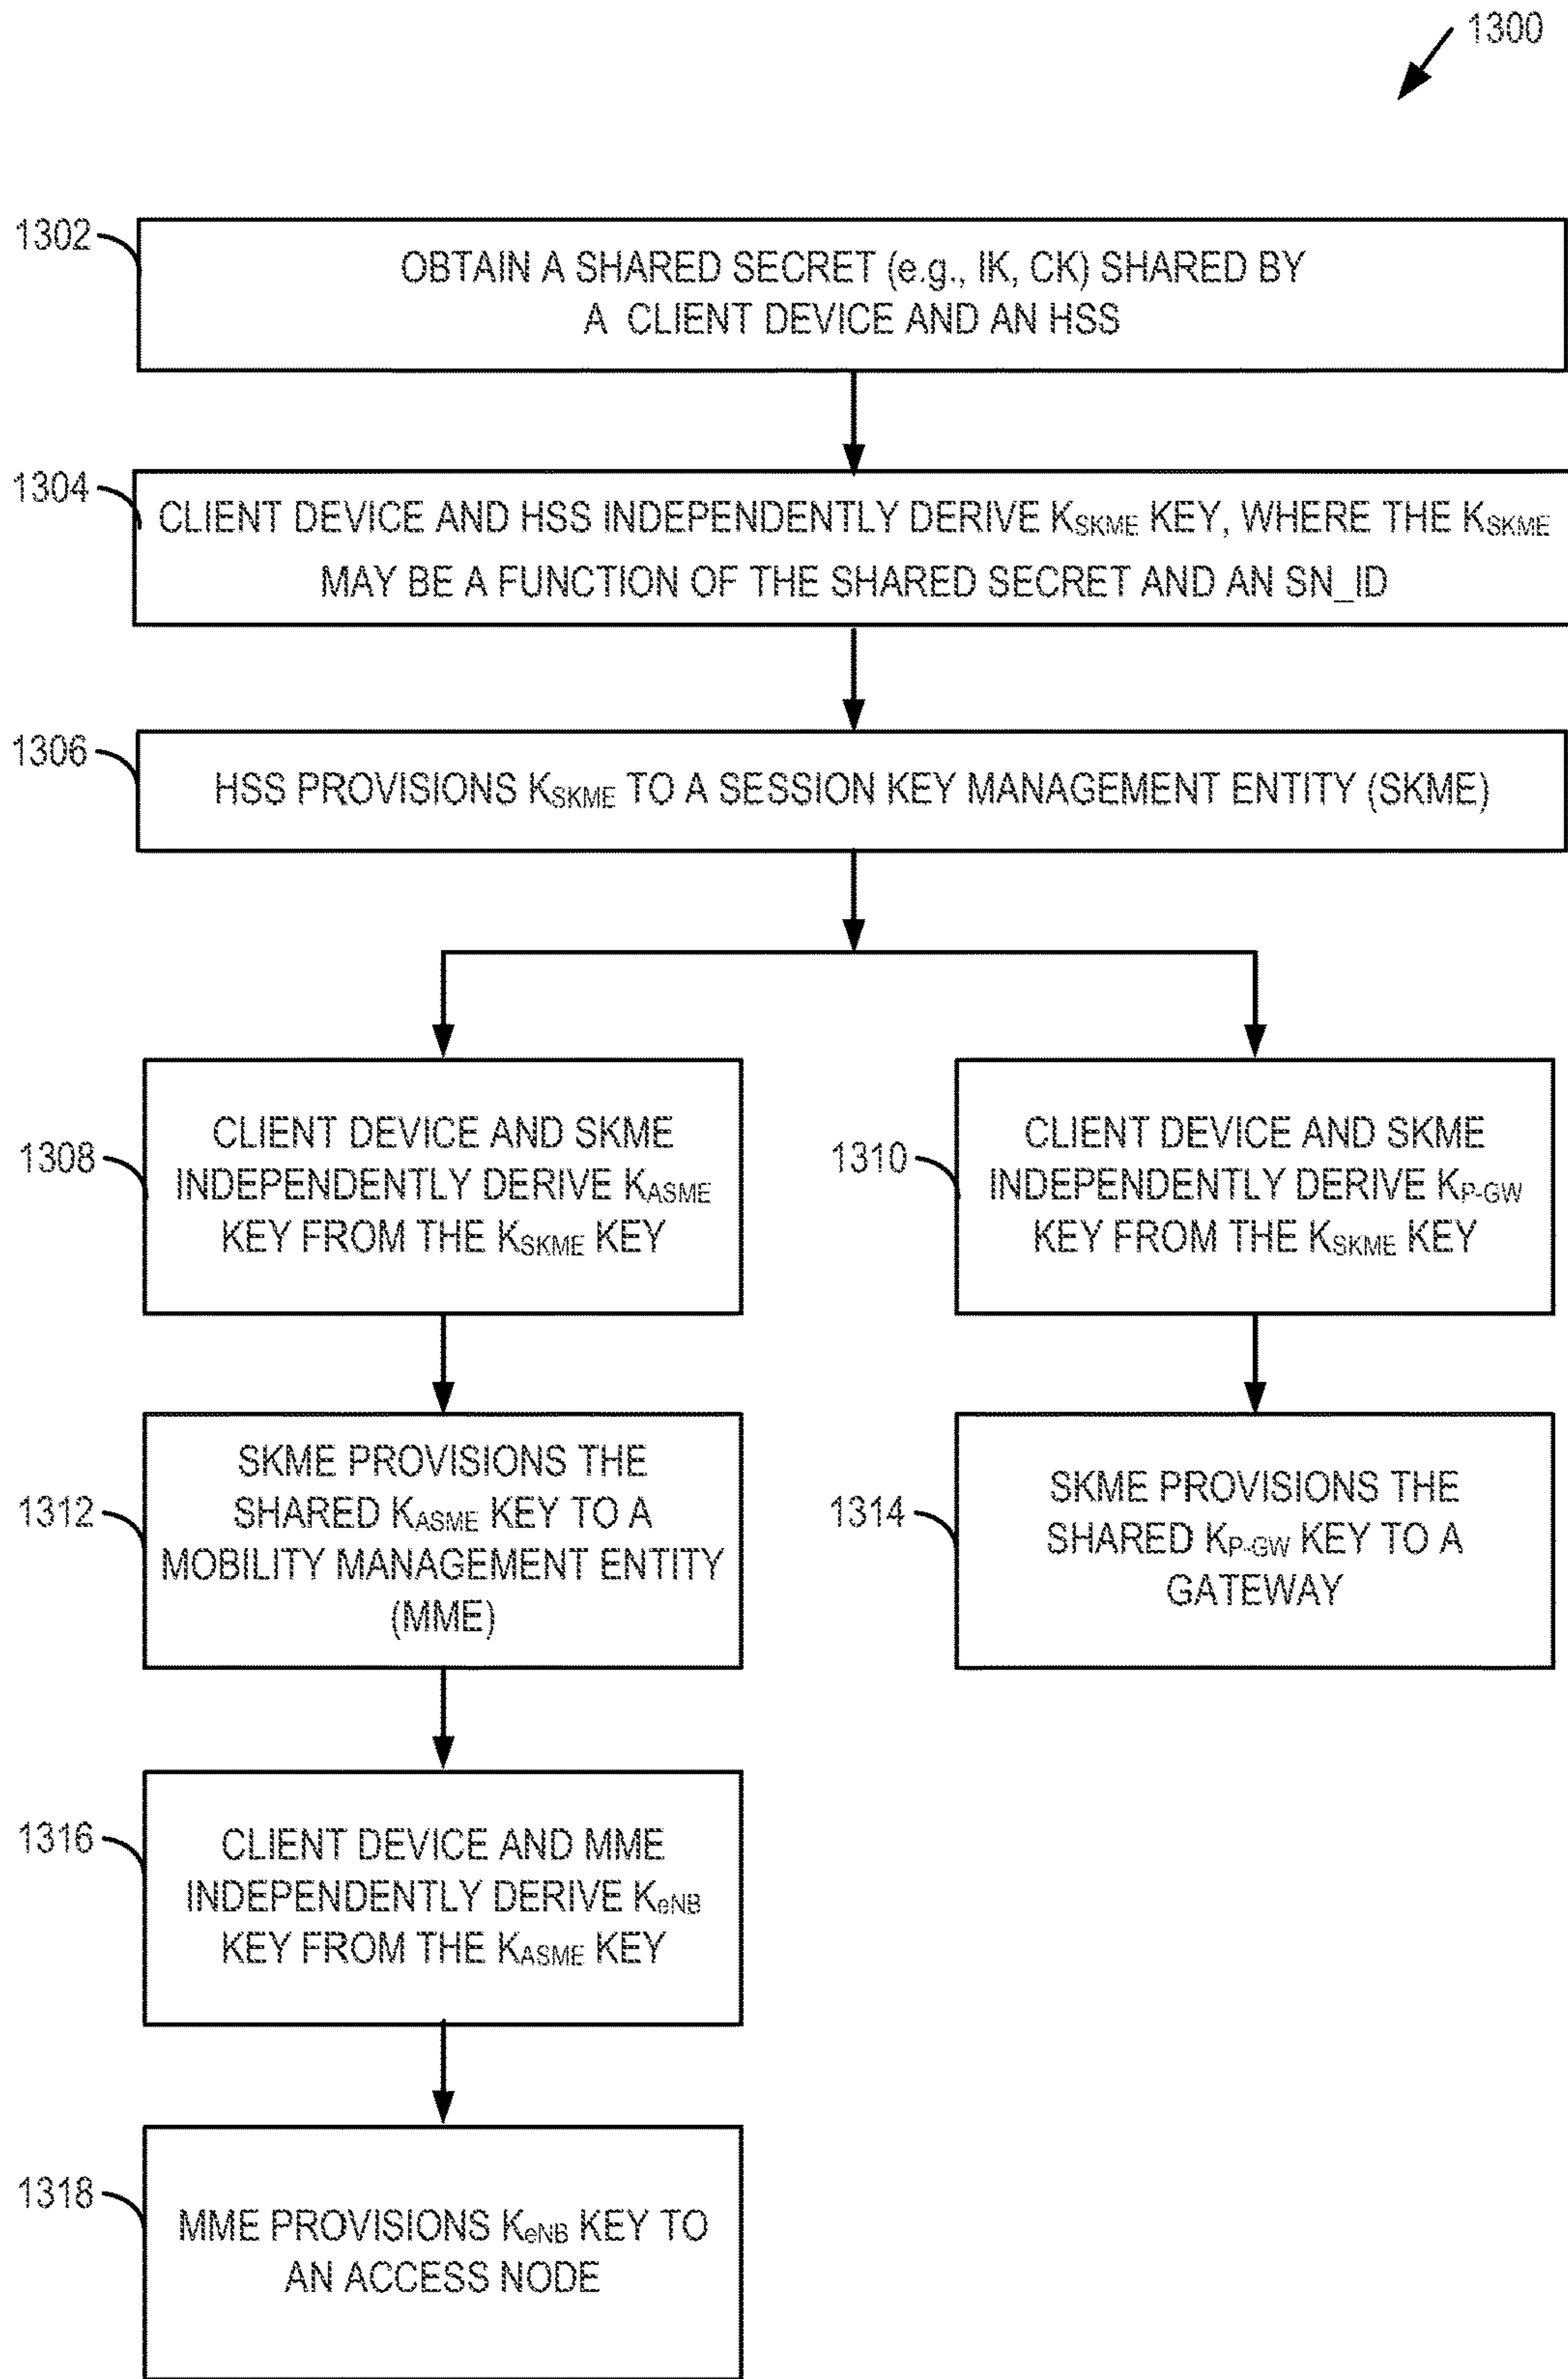 1300
1302
OBTAIN A SHARED SECRET (e.g., IK, CK) SHARED BY
A CLIENT DEVICE AND AN HSS
1304
CLIENT DEVICE AND HSS INDEPENDENTLY DERIVE KSKME KEY, WHERE THE KSKME
MAY BE A FUNCTION OF THE SHARED SECRET AND AN SN_ID
1306
HSS PROVISIONS KSKME TO A SESSION KEY MANAGEMENT ENTITY (SKME)
1308
CLIENT DEVICE AND SKME
INDEPENDENTLY DERIVE KASME
KEY FROM THE KSKME KEY
1310
CLIENT DEVICE AND SKME
INDEPENDENTLY DERIVE KP-GW
KEY FROM THE KSKME KEY
1312
SKME PROVISIONS THE
SHARED KASME KEY TO A
MOBILITY MANAGEMENT ENTITY
(MME)
1314
SKME PROVISIONS THE
SHARED KP-GW KEY TO A
GATEWAY
1316
CLIENT DEVICE AND MME
INDEPENDENTLY DERIVE KeNB
KEY FROM THE KASME KEY
1318
MME PROVISIONS KeNB KEY TO
AN ACCESS NODE